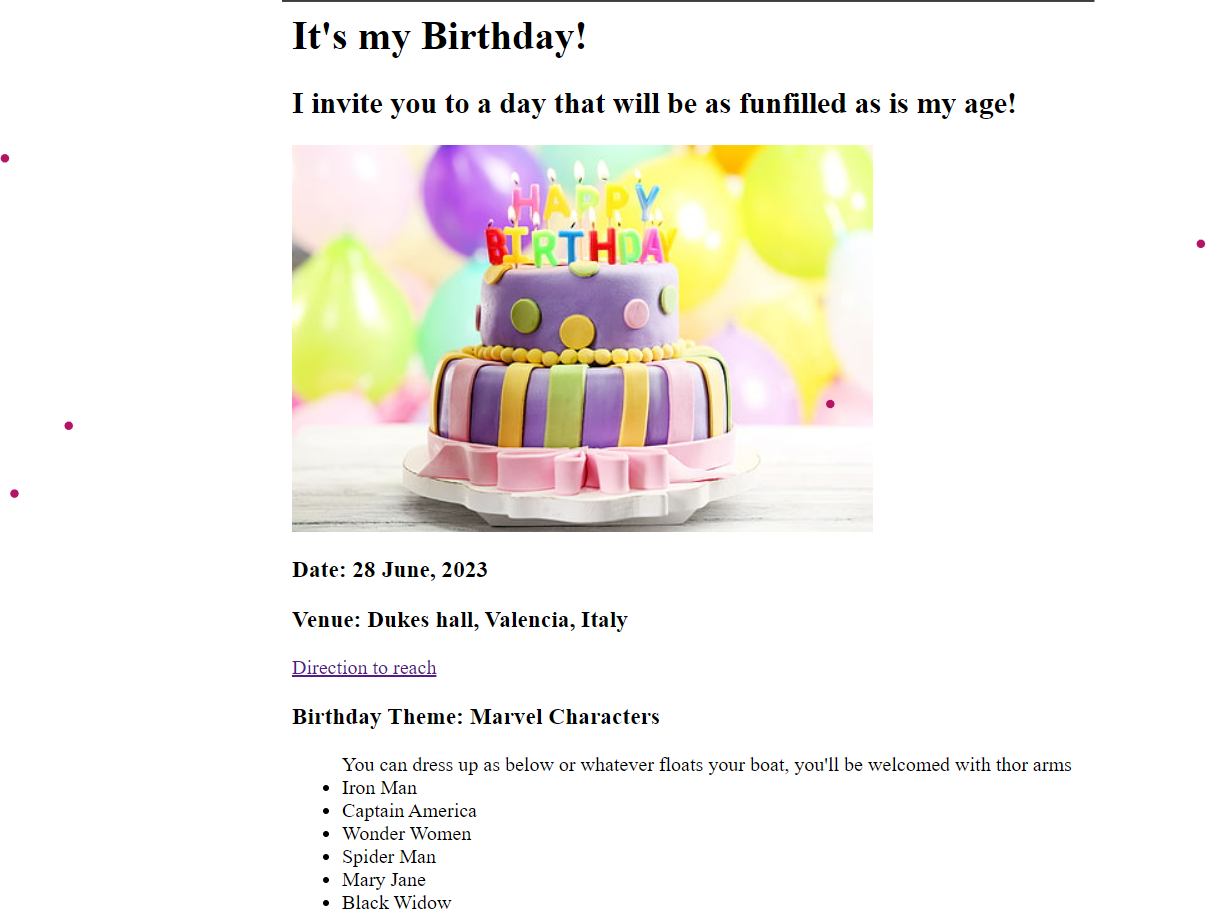 It's my Birthday!
I invite you to a day that will be as funfilled as is my age!
HAPPY
BIRTHDAY
Date: 28 June, 2023
Venue: Dukes hall, Valencia, Italy
Direction to reach
Birthday Theme: Marvel Characters
You can dress up as below or whatever floats your boat, you'll be welcomed with thor arms
Iron Man
Captain America
Wonder Women
Spider Man
Mary Jane
Black Widow